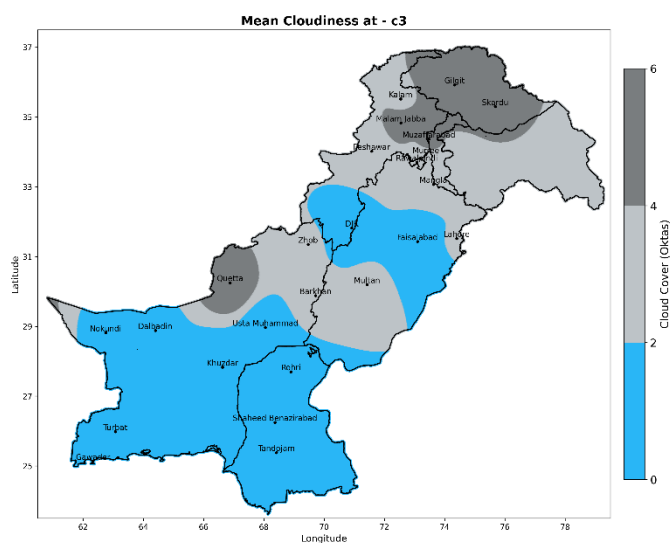 Mean Cloudiness at - c3
37
35
33
31
29
27
25
Latitude
62
64
66
68
70
72
74
76
78
Longitude
Gilgit
Kalam
Skardu
Malam Jabba
Muzaffarabad
Peshawar
Murree
Rawalpindi
Mangla
DIK
Faisalabad
Lahore
Zhob
Quetta
Multan
Barkhan
Usta Muhammad
Nokundi
Dalbadin
Khuzdar
Rohri
Shaheed Benazirabad
Turbat
Tandojam
Gawadar
6
4
2
0
Cloud Cover (Oktas)